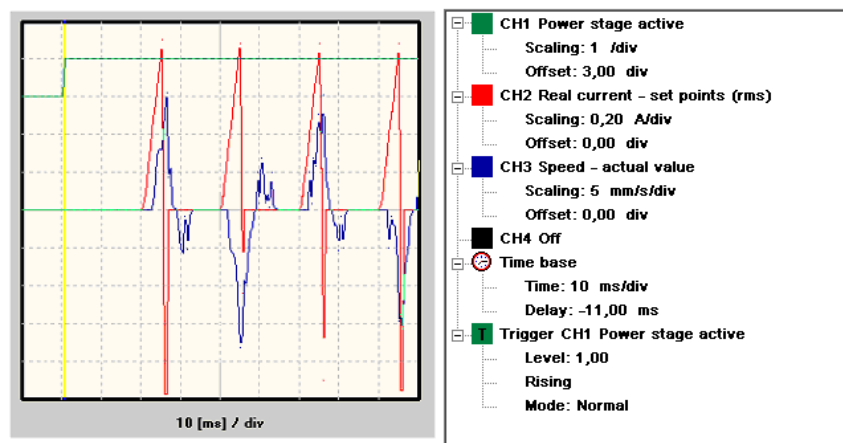 10 [ms] / div
CH1 Power stage active
Scaling: 1 /div
Offset: 3,00 div
CH2 Real current - set points (rms)
Scaling: 0,20 A/div
Offset: 0,00 div
CH3 Speed - actual value
Scaling: 5 mm/s/div
Offset: 0,00 div
CH4 Off
Time base
Time: 10 ms/div
Delay: -11,00 ms
T Trigger CH1 Power stage active
Level: 1,00
Rising
Mode: Normal